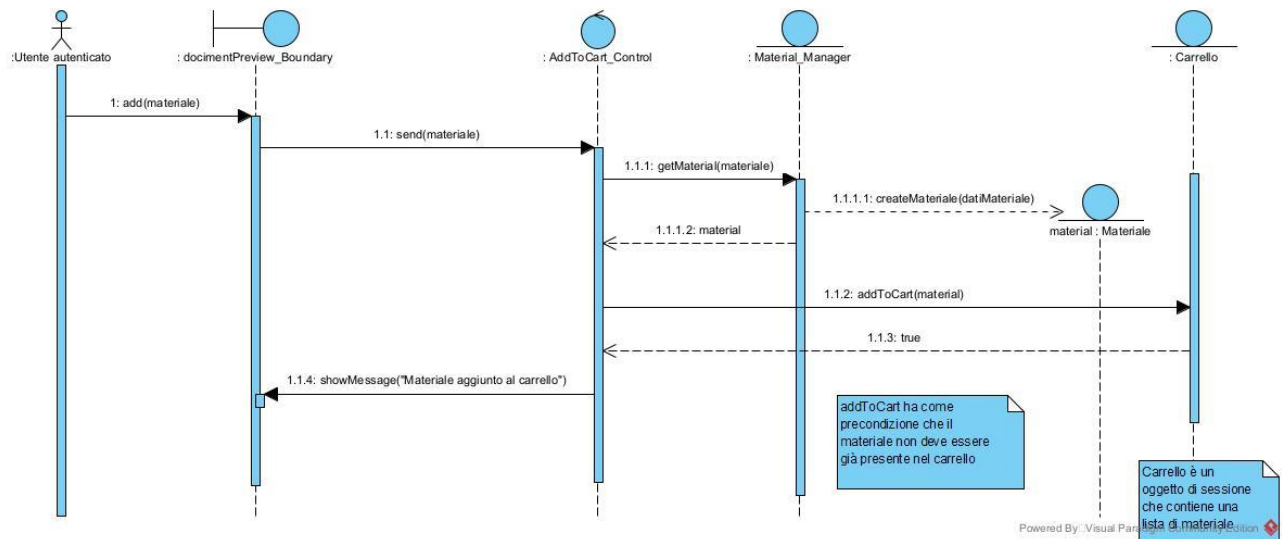 :Utente autenticato
: docimentPreview_Boundary
: AddToCart_Control
: Material_Manager
: Carrello
1: add(materiale)
1.1: send(materiale)
1.1.1: getMaterial(materiale)
1.1.1.1: createMateriale(datiMateriale)
material : Materiale
1.1.1.2: material
1.1.2: addToCart(material)
1.1.3: true
1.1.4: showMessage("Materiale aggiunto al carrello")
addToCart ha come
precondizione che il
materiale non deve essere
già presente nel carrello
Carrello è un
oggetto di sessione
che contiene una
lista di materiale
Powered By Visual Paradigm Community Edition